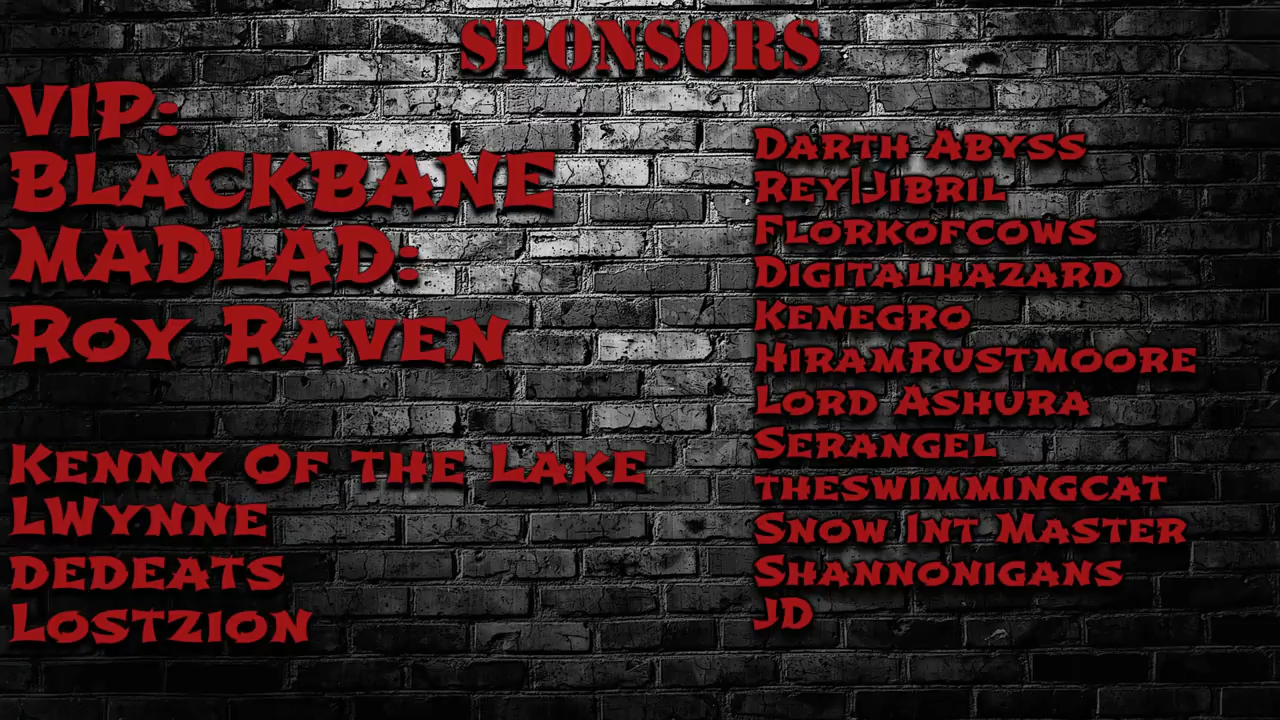 SPONSORS
VIP:
BLACKBANE
MADLAD:
ROY RAVEN
KENNY OF THE LAKE
LWYNNE
DEDEATS
LOSTZION
DARTH ABYSS
REY|JIBRIL
FLORKOFCOWS
DIGITALHAZARD
KENEGRO
HIRAMRUSTMOORE
LORD ASHURA
SERANGEL
THESWIMMINGCAT
SNOW INT MASTER
SHANNONIGANS
JD